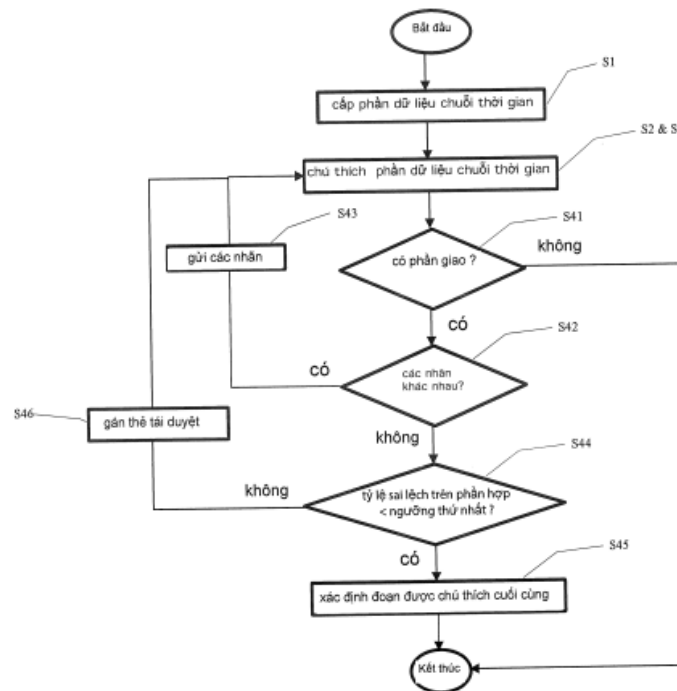 Bắt đầu
S1
cấp phần dữ liệu chuỗi thời gian
S2 & S
chú thích phần dữ liệu chuỗi thời gian
S43
S41
gửi các nhãn
có phần giao ?
không
có
S42
các nhãn
khác nhau?
có
S46
gán thẻ tái duyệt
không
S44
không
tỷ lệ sai lệch trên phần hợp
< ngưỡng thứ nhất ?
có
S45
xác định đoạn được chú thích cuối cùng
Kết thúc